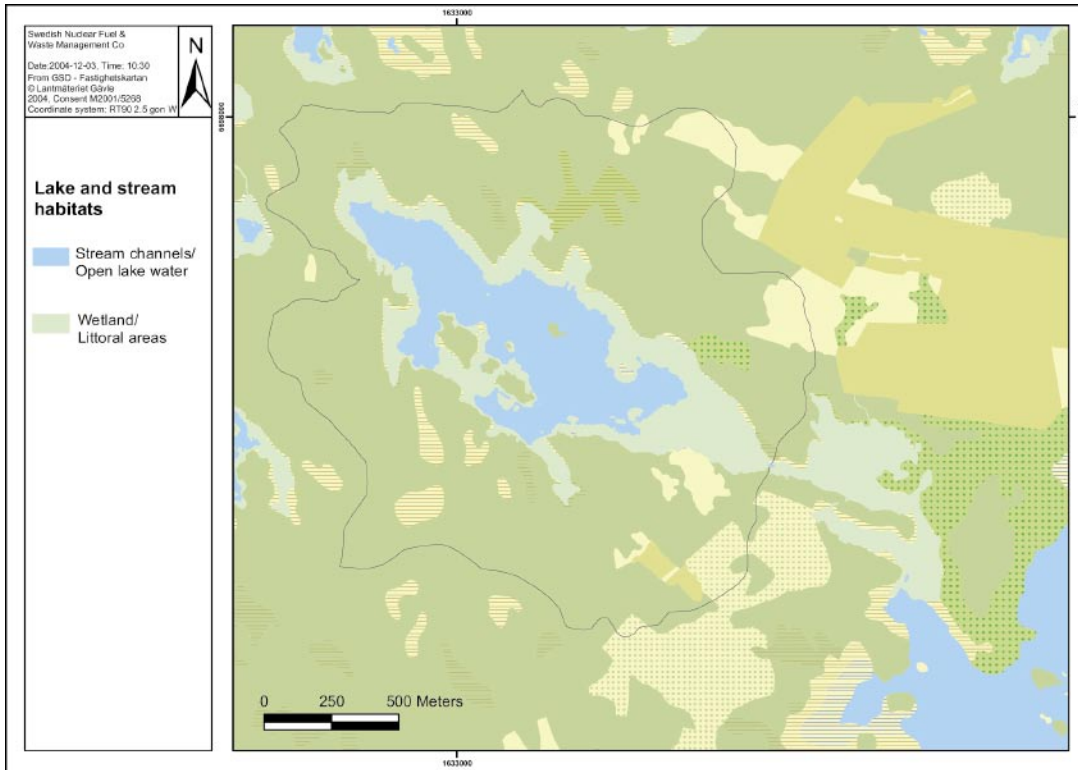 1633000
Swedish Nuclear Fuel &
Waste Management Co
Date:2004-12-03, Time: 10:30
From GSD - Fastighetskartan
© Lantmäteriet Gävle
2004, Consent M2001/5268
Coordinate system: RT90 2.5 gon W
N
Lake and stream
habitats
Stream channels/
Open lake water
Wetland/
Littoral areas
0 250 500 Meters
1633000